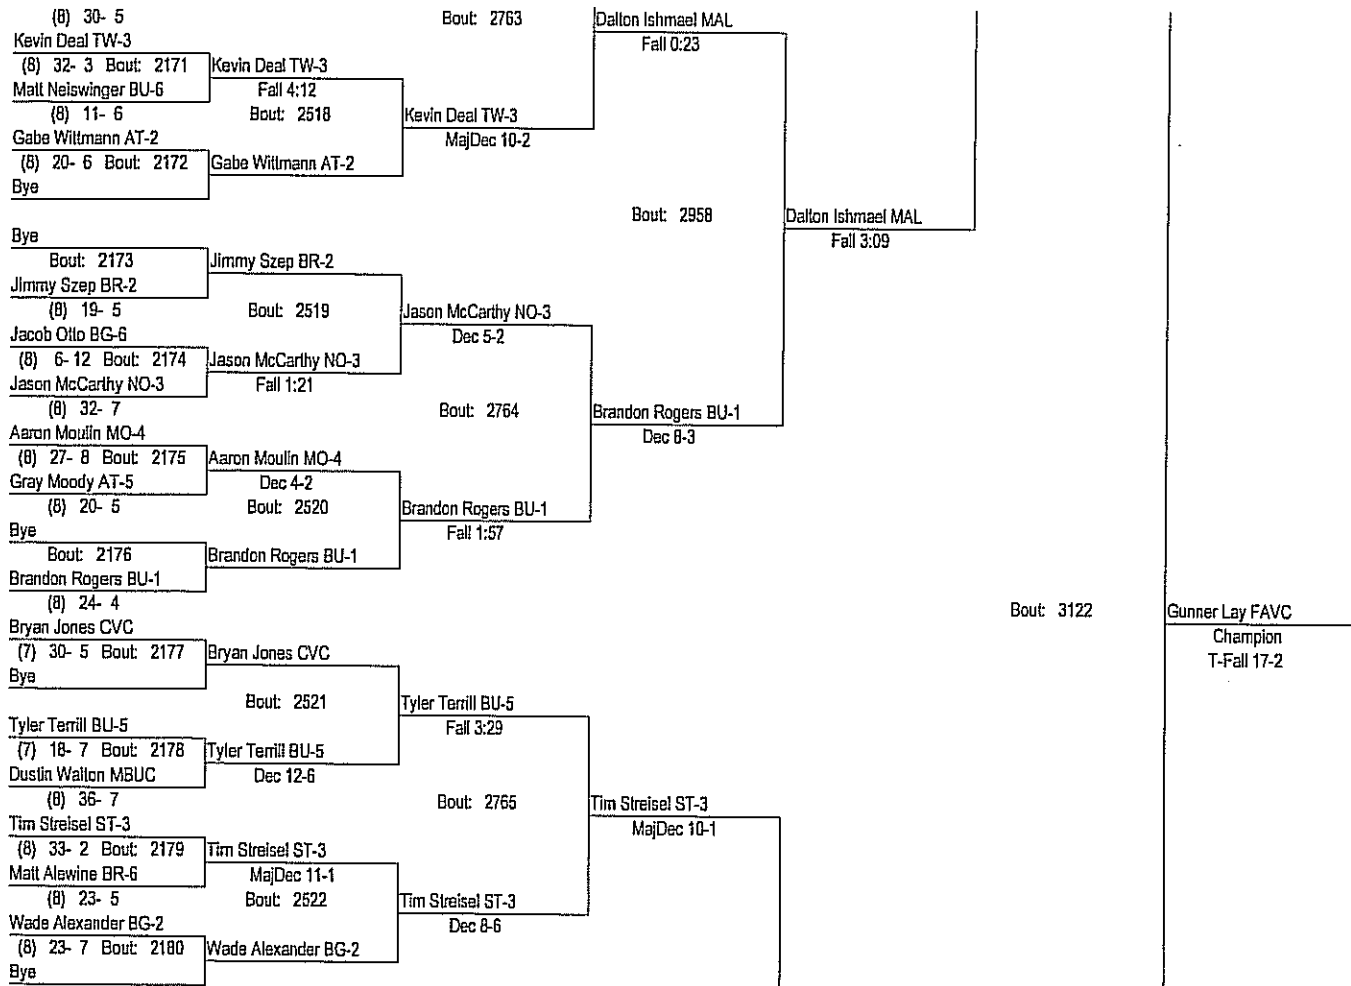 (8) 30- 5
Bout: 2763
Dalton Ishmael MAL
Fall 0:23
Kevin Deal TW-3
(8) 32- 3 Bout: 2171
Kevin Deal TW-3
Matt Neiswinger BU-6
Fall 4:12
(8) 11- 6
Bout: 2518
Kevin Deal TW-3
MajDec 10-2
Gabe Wittmann AT-2
(8) 20- 6 Bout: 2172
Gabe Wittmann AT-2
Bye
Bout: 2958
Dalton Ishmael MAL
Fall 3:09
Bye
Bout: 2173
Jimmy Szep BR-2
Jimmy Szep BR-2
(8) 19- 5
Bout: 2519
Jason McCarthy NO-3
Dec 5-2
Jacob Otto BG-6
(8) 6- 12 Bout: 2174
Jason McCarthy NO-3
Jason McCarthy NO-3
Fall 1:21
(8) 32- 7
Bout: 2764
Brandon Rogers BU-1
Dec 8-3
Aaron Moulin MO-4
(8) 27- 8 Bout: 2175
Aaron Moulin MO-4
Gray Moody AT-5
Dec 4-2
(8) 20- 5
Bout: 2520
Brandon Rogers BU-1
Fall 1:57
Bye
Bout: 2176
Brandon Rogers BU-1
Brandon Rogers BU-1
(8) 24- 4
Bout: 3122
Gunner Lay FAVC
Champion
T-Fall 17-2
Bryan Jones CVC
(7) 30- 5 Bout: 2177
Bryan Jones CVC
Bye
Bout: 2521
Tyler Terrill BU-5
Fall 3:29
Tyler Terrill BU-5
(7) 18- 7 Bout: 2178
Tyler Terrill BU-5
Dustin Walton MBUC
Dec 12-6
(8) 36- 7
Bout: 2765
Tim Streisel ST-3
MajDec 10-1
Tim Streisel ST-3
(8) 33- 2 Bout: 2179
Tim Streisel ST-3
Matt Alewine BR-6
MajDec 11-1
(8) 23- 5
Bout: 2522
Tim Streisel ST-3
Dec 8-6
Wade Alexander BG-2
(8) 23- 7 Bout: 2180
Wade Alexander BG-2
Bye